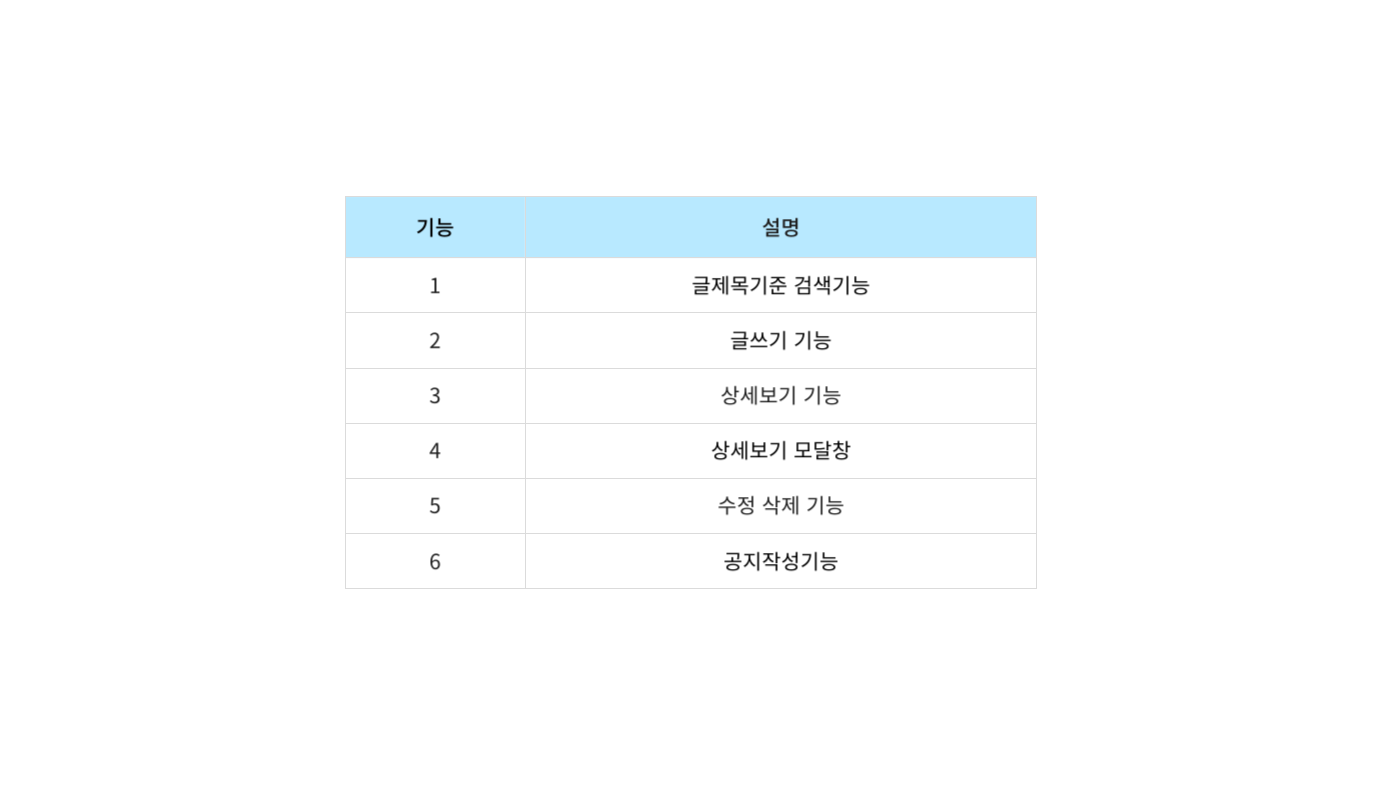 기능 설명
1 글제목기준 검색기능
2 글쓰기 기능
3 상세보기 기능
4 상세보기 모달창
5 수정 삭제 기능
6 공지작성기능